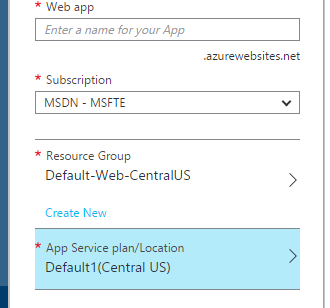 * Web app
Enter a name for your App
.azurewebsites.net
* Subscription
MSDN - MSFTE
* Resource Group
Default-Web-CentralUS
Create New
* App Service plan/Location
Default1(Central US)